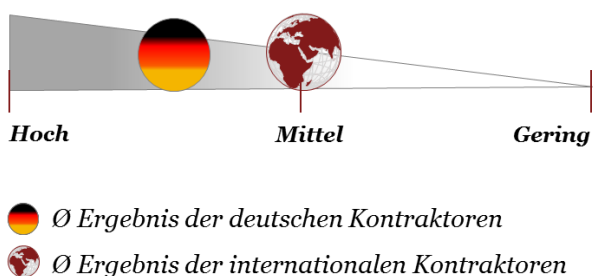 Hoch Mittel Gering
Ø Ergebnis der deutschen Kontraktoren
Ø Ergebnis der internationalen Kontraktoren